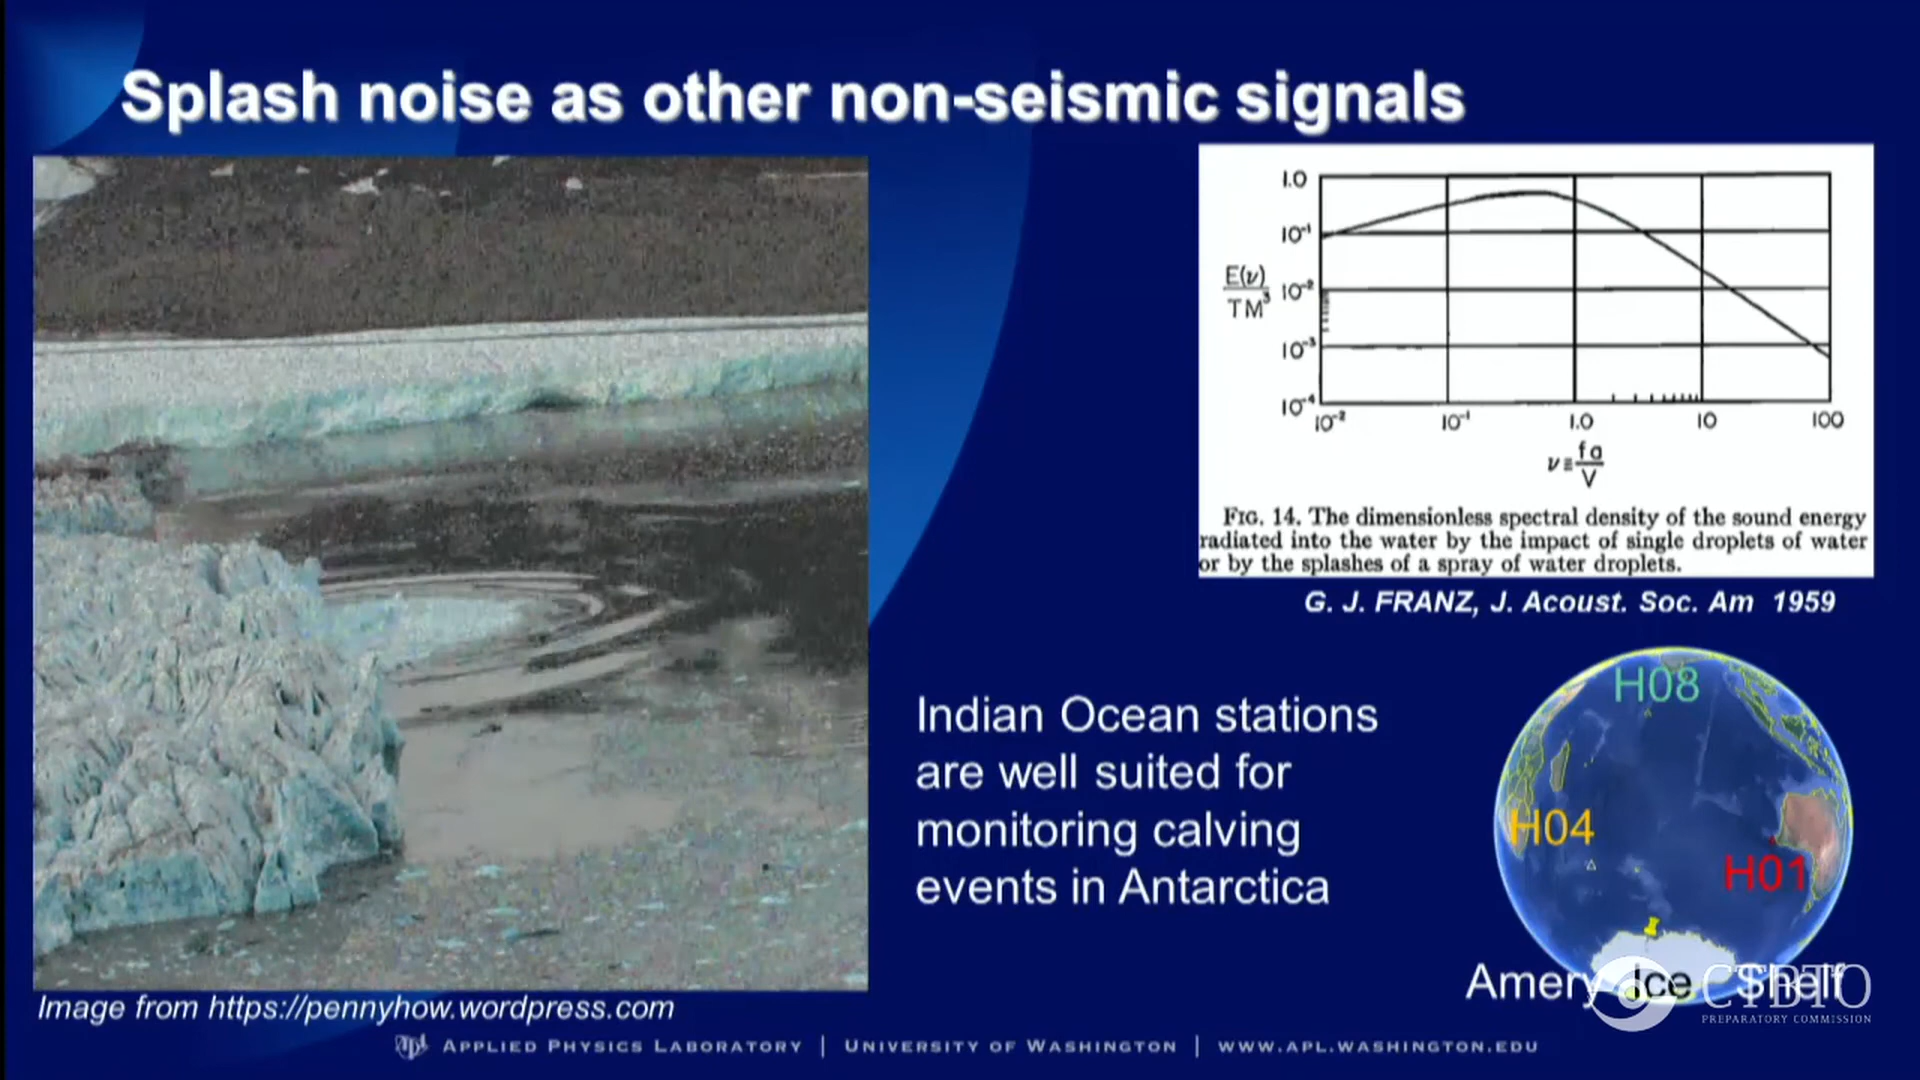 Splash noise as other non-seismic signals
1.0
10⁻¹
10⁻²
10⁻³
10⁻⁴
E(ν)
TM³
10⁻²
10⁻¹
1.0
10
100
ν≡fa
V
FIG. 14. The dimensionless spectral density of the sound energy
radiated into the water by the impact of single droplets of water
or by the splashes of a spray of water droplets.
G. J. FRANZ, J. Acoust. Soc. Am 1959
Indian Ocean stations
are well suited for
monitoring calving
events in Antarctica
H08
H04
H01
Amery Ice Shelf
CTBTO
PREPARATORY COMMISSION
Image from https://pennyhow.wordpress.com
apl APPLIED PHYSICS LABORATORY | UNIVERSITY OF WASHINGTON | WWW.APL.WASHINGTON.EDU